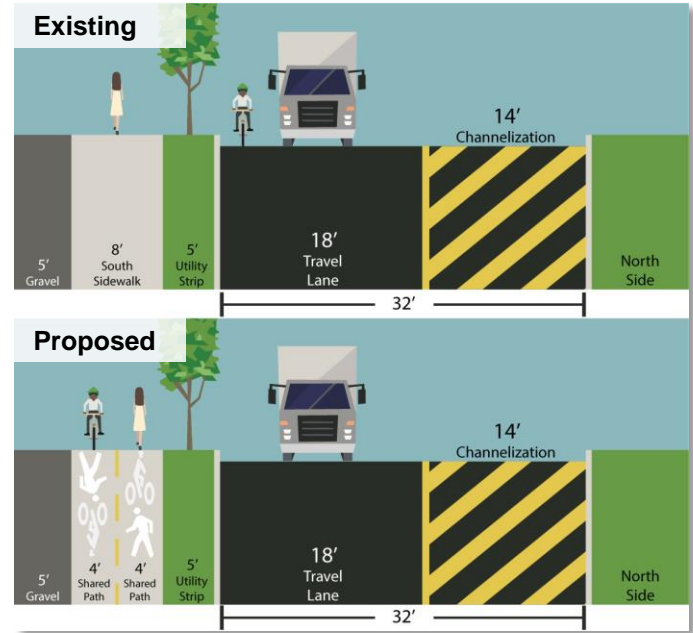 Existing
14’
Channelization
5’
Gravel
8’
South
Sidewalk
5’
Utility
Strip
18’
Travel
Lane
North
Side
32’
Proposed
14’
Channelization
5’
Gravel
4’
Shared
Path
4’
Shared
Path
5’
Utility
Strip
18’
Travel
Lane
North
Side
32’